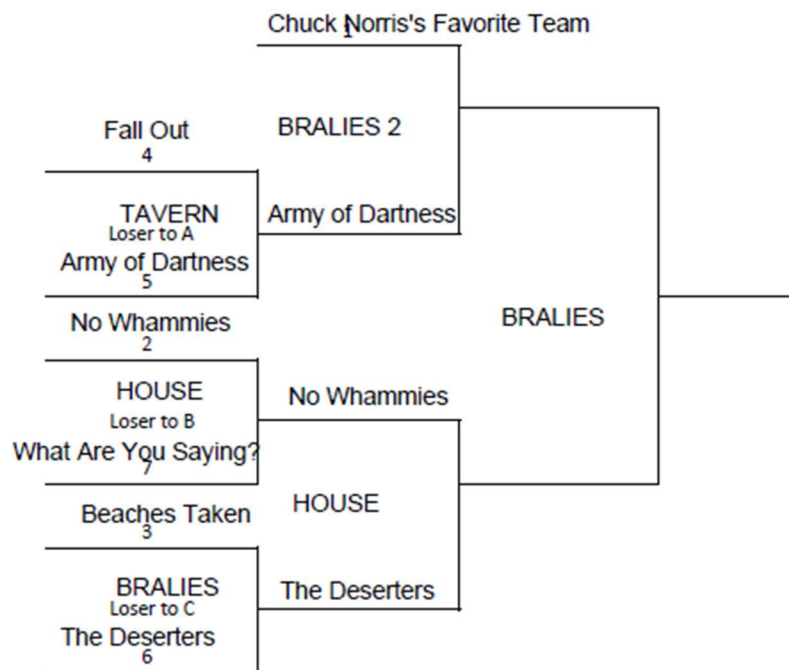 Chuck Norris's Favorite Team
1
BRALIES 2
Fall Out
4
TAVERN
Loser to A
Army of Dartness
Army of Dartness
5
No Whammies
2
BRALIES
HOUSE
Loser to B
No Whammies
What Are You Saying?
7
Beaches Taken
3
HOUSE
BRALIES
Loser to C
The Deserters
The Deserters
6